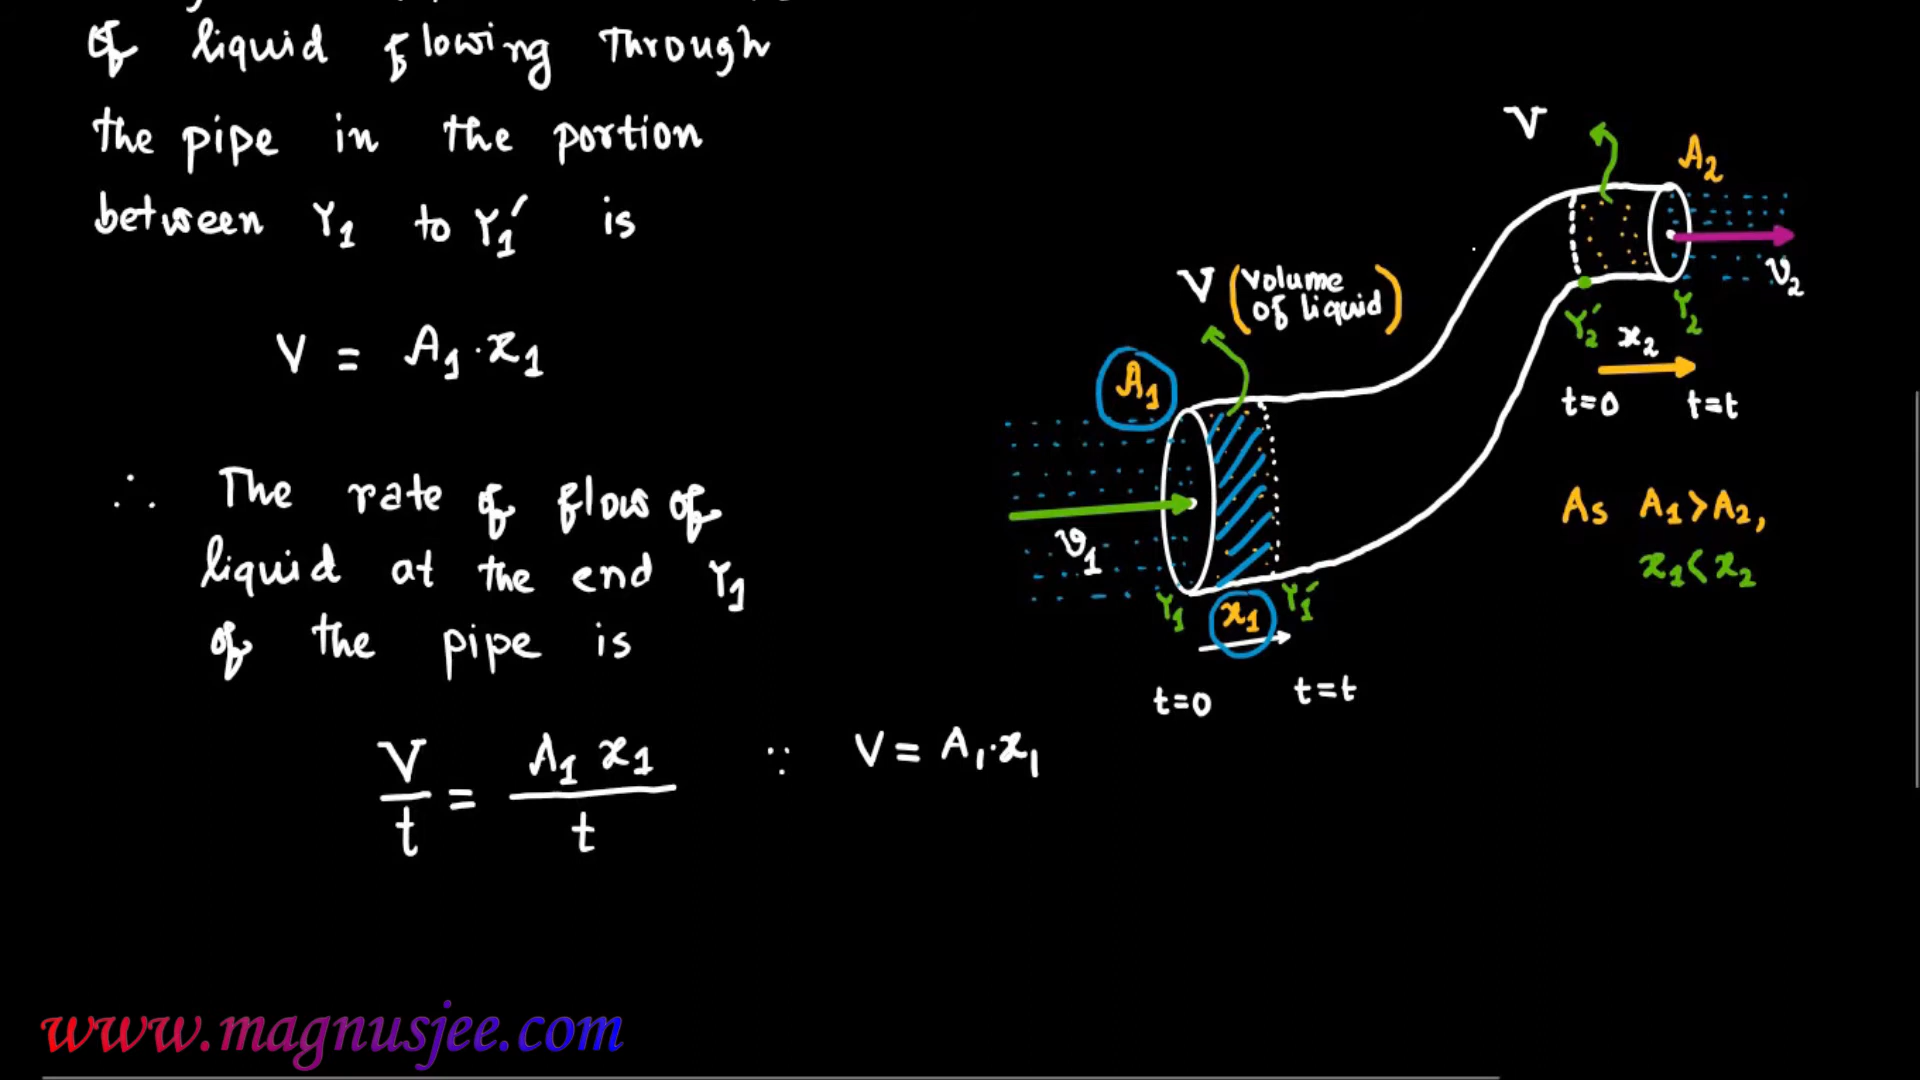 of liquid flowing through
the pipe in the portion
between Y₁ to Y₁′ is
V = A₁.x₁
∴ The rate of flow of
liquid at the end Y₁
of the pipe is
V/t = A₁ x₁/t ∵ V = A₁.x₁
V
A₂
v₂
V (volume
of liquid)
Y₂′ x₂ Y₂
t=0 t=t
A₁
As A₁>A₂,
x₁<x₂
v₁
Y₁ x₁ Y₁′
t=0 t=t
www.magnusjee.com